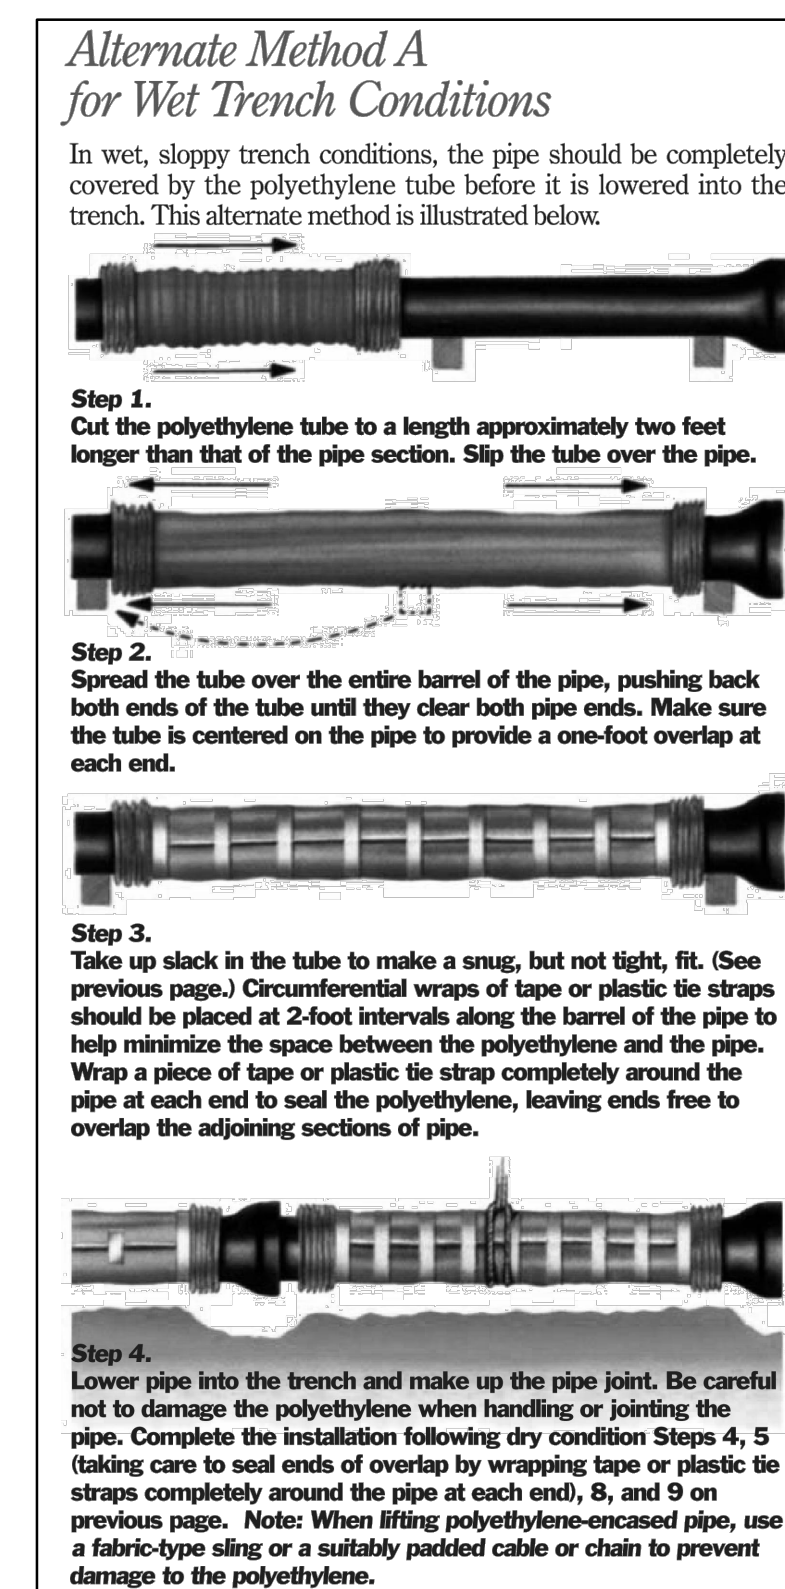 Alternate Method A
for Wet Trench Conditions
In wet, sloppy trench conditions, the pipe should be completely
covered by the polyethylene tube before it is lowered into the
trench. This alternate method is illustrated below.
Step 1.
Cut the polyethylene tube to a length approximately two feet
longer than that of the pipe section. Slip the tube over the pipe.
Step 2.
Spread the tube over the entire barrel of the pipe, pushing back
both ends of the tube until they clear both pipe ends. Make sure
the tube is centered on the pipe to provide a one-foot overlap at
each end.
Step 3.
Take up slack in the tube to make a snug, but not tight, fit. (See
previous page.) Circumferential wraps of tape or plastic tie straps
should be placed at 2-foot intervals along the barrel of the pipe to
help minimize the space between the polyethylene and the pipe.
Wrap a piece of tape or plastic tie strap completely around the
pipe at each end to seal the polyethylene, leaving ends free to
overlap the adjoining sections of pipe.
Step 4.
Lower pipe into the trench and make up the pipe joint. Be careful
not to damage the polyethylene when handling or jointing the
pipe. Complete the installation following dry condition Steps 4, 5
(taking care to seal ends of overlap by wrapping tape or plastic tie
straps completely around the pipe at each end), 8, and 9 on
previous page. Note: When lifting polyethylene-encased pipe, use
a fabric-type sling or a suitably padded cable or chain to prevent
damage to the polyethylene.